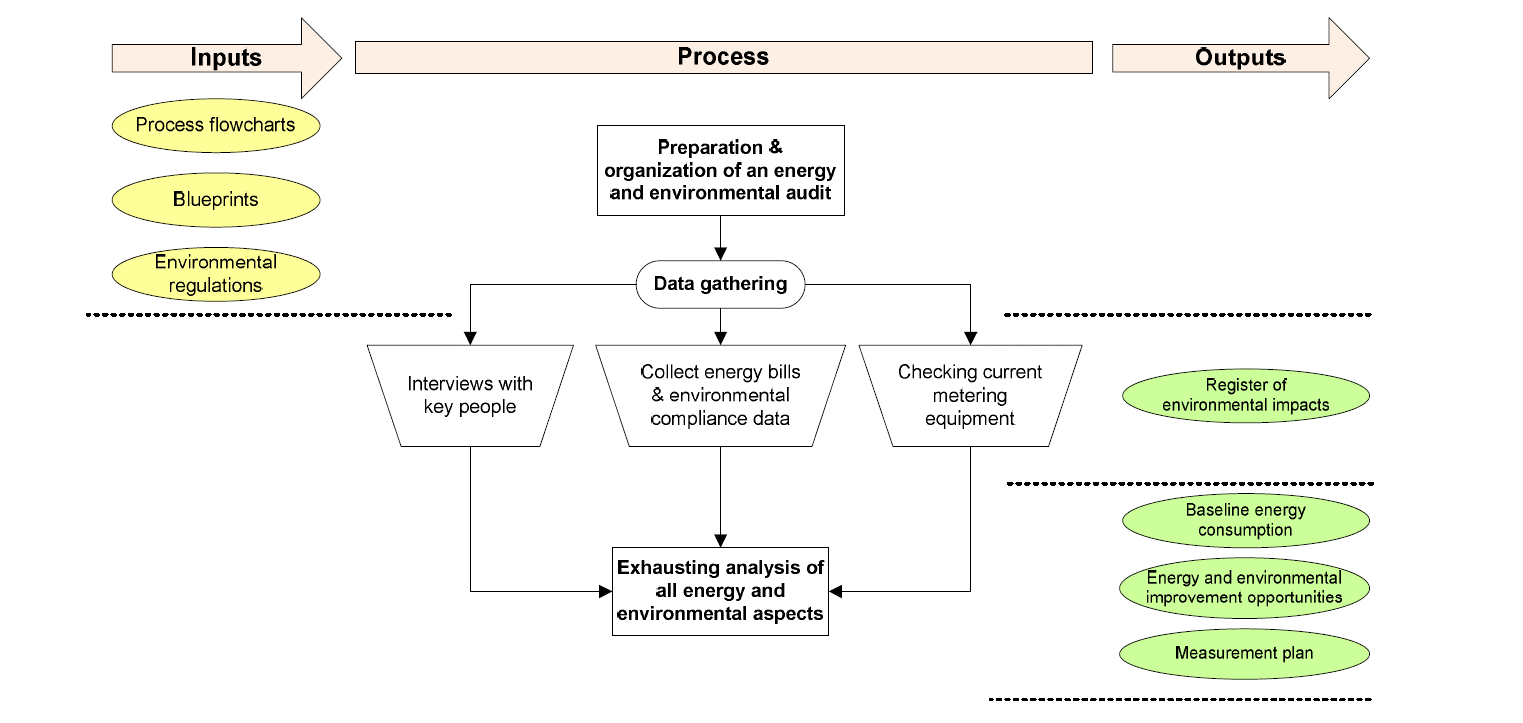 Inputs
Process
Outputs
Process flowcharts
Blueprints
Environmental
regulations
Preparation &
organization of an energy
and environmental audit
Data gathering
Interviews with
key people
Collect energy bills
& environmental
compliance data
Checking current
metering
equipment
Register of
environmental impacts
Exhausting analysis of
all energy and
environmental aspects
Baseline energy
consumption
Energy and environmental
improvement opportunities
Measurement plan